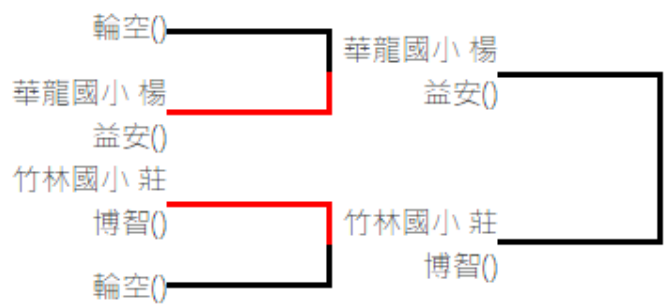 輪空()
華龍國小 楊
益安()
竹林國小 莊
博智()
輪空()
華龍國小 楊
益安()
竹林國小 莊
博智()